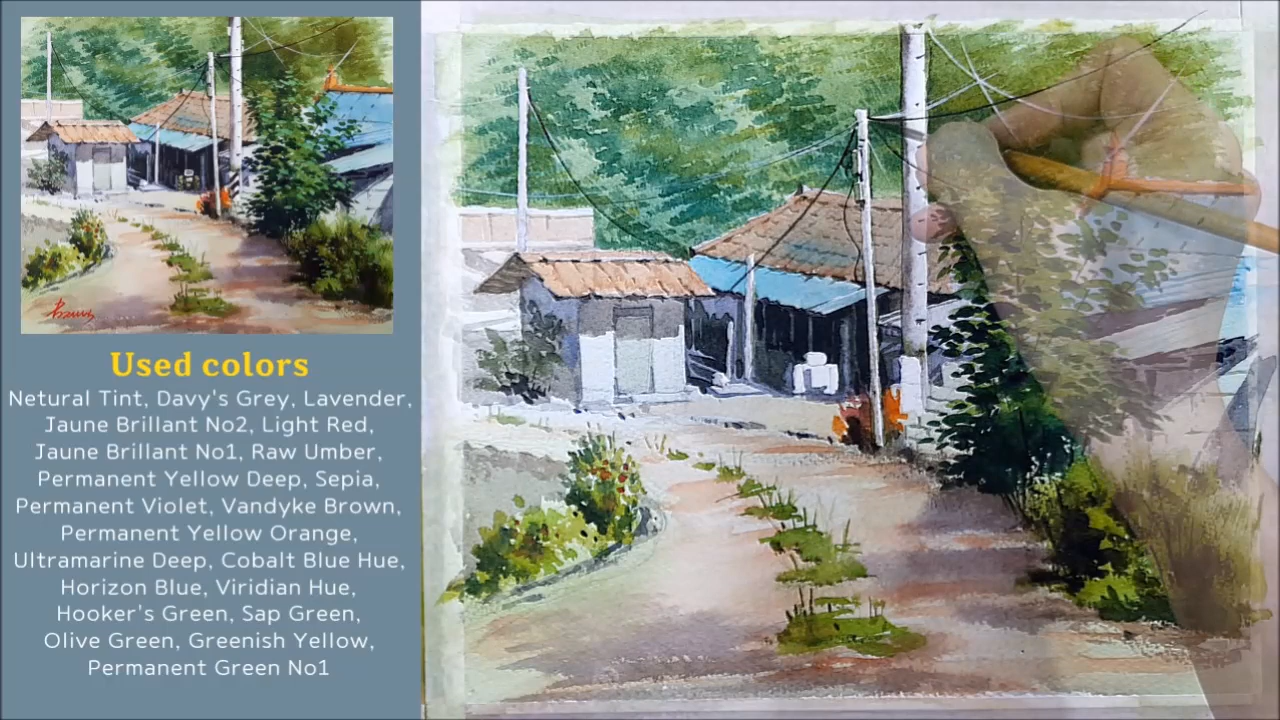 Used colors
Netural Tint, Davy's Grey, Lavender,
Jaune Brillant No2, Light Red,
Jaune Brillant No1, Raw Umber,
Permanent Yellow Deep, Sepia,
Permanent Violet, Vandyke Brown,
Permanent Yellow Orange,
Ultramarine Deep, Cobalt Blue Hue,
Horizon Blue, Viridian Hue,
Hooker's Green, Sap Green,
Olive Green, Greenish Yellow,
Permanent Green No1